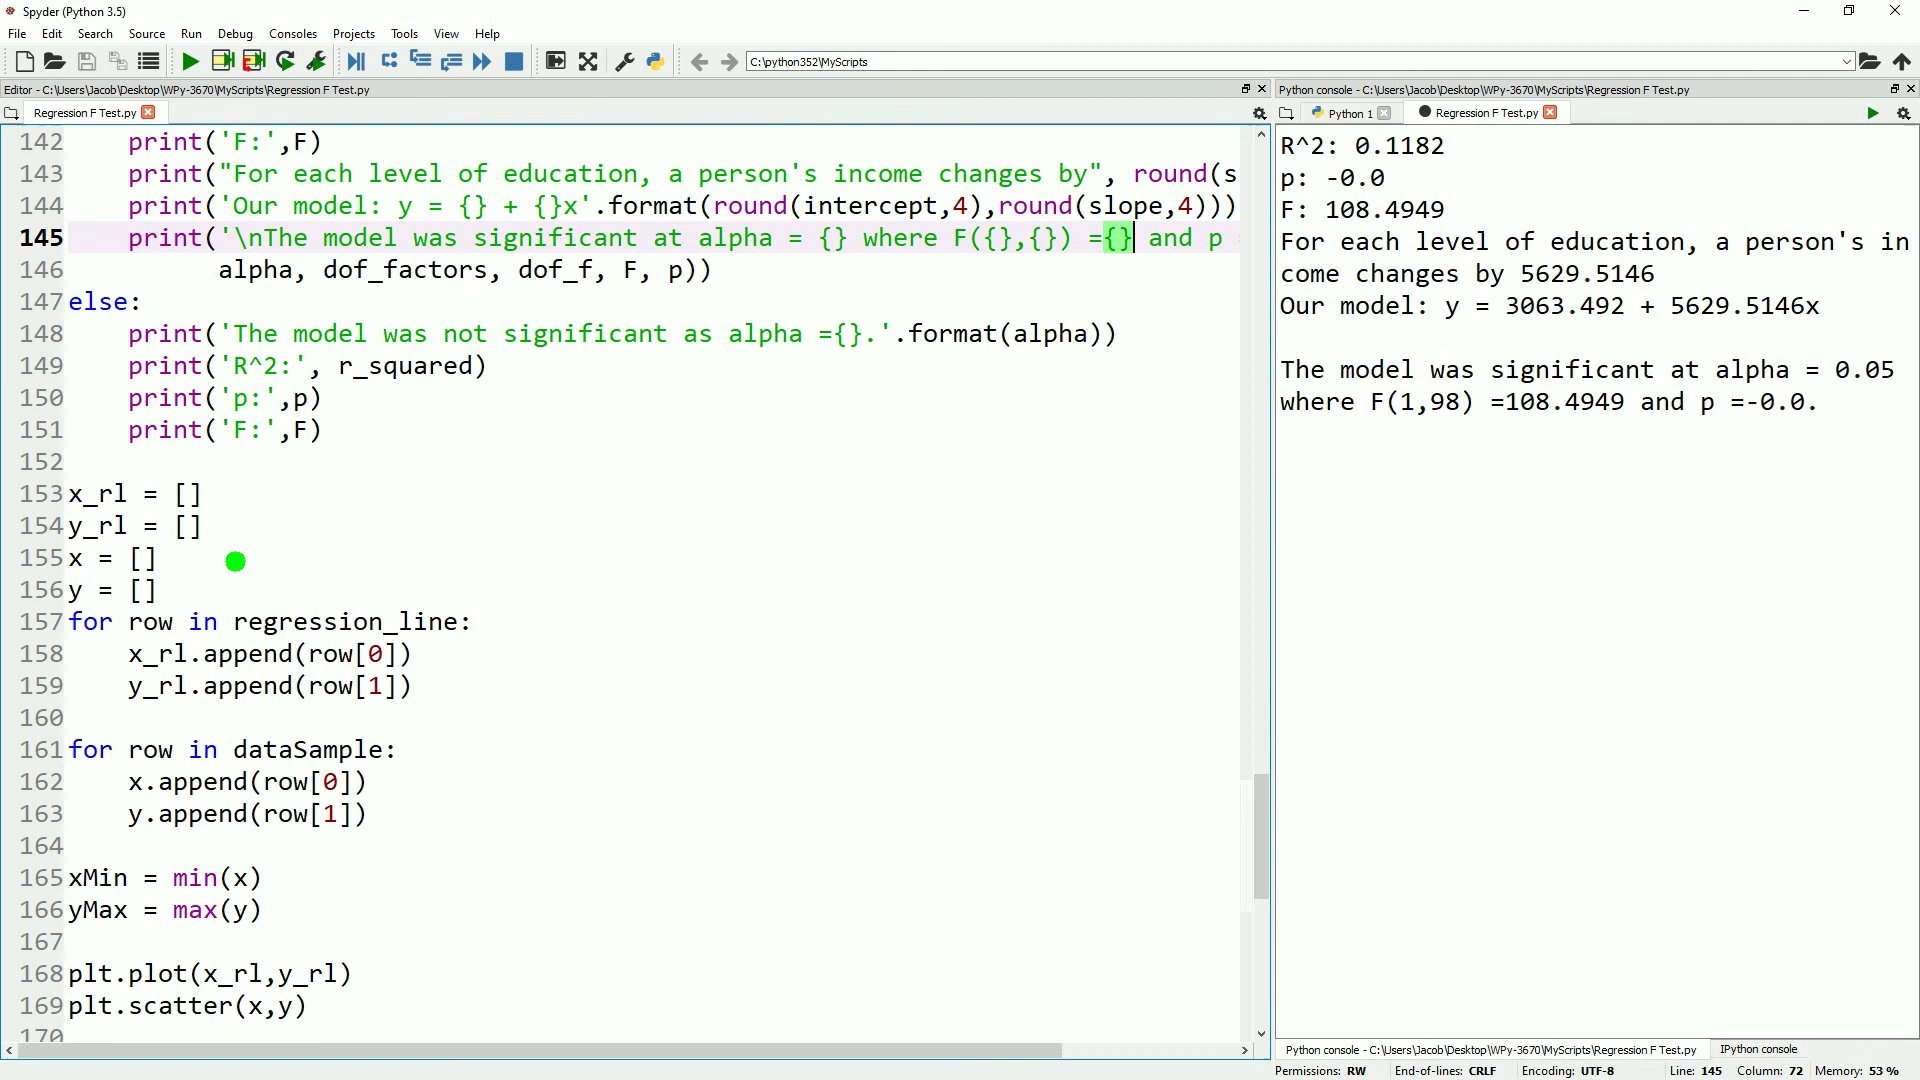 Spyder (Python 3.5)
File Edit Search Source Run Debug Consoles Projects Tools View Help
C:\python352\MyScripts
Editor - C:\Users\Jacob\Desktop\WPy-3670\MyScripts\Regression F Test.py
Regression F Test.py
142 print('F:',F)
143 print("For each level of education, a person's income changes by", round(s
144 print('Our model: y = {} + {}x'.format(round(intercept,4),round(slope,4)))
145 print('\nThe model was significant at alpha = {} where F({},{}) ={} and p
146 alpha, dof_factors, dof_f, F, p))
147 else:
148 print('The model was not significant as alpha ={}.'.format(alpha))
149 print('R^2:', r_squared)
150 print('p:',p)
151 print('F:',F)
152
153 x_rl = []
154 y_rl = []
155 x = []
156 y = []
157 for row in regression_line:
158 x_rl.append(row[0])
159 y_rl.append(row[1])
160
161 for row in dataSample:
162 x.append(row[0])
163 y.append(row[1])
164
165 xMin = min(x)
166 yMax = max(y)
167
168 plt.plot(x_rl,y_rl)
169 plt.scatter(x,y)
170
Python console - C:\Users\Jacob\Desktop\WPy-3670\MyScripts\Regression F Test.py
Python 1 Regression F Test.py
R^2: 0.1182
p: -0.0
F: 108.4949
For each level of education, a person's in
come changes by 5629.5146
Our model: y = 3063.492 + 5629.5146x
The model was significant at alpha = 0.05
where F(1,98) =108.4949 and p =-0.0.
Python console - C:\Users\Jacob\Desktop\WPy-3670\MyScripts\Regression F Test.py IPython console
Permissions: RW End-of-lines: CRLF Encoding: UTF-8 Line: 145 Column: 72 Memory: 53 %